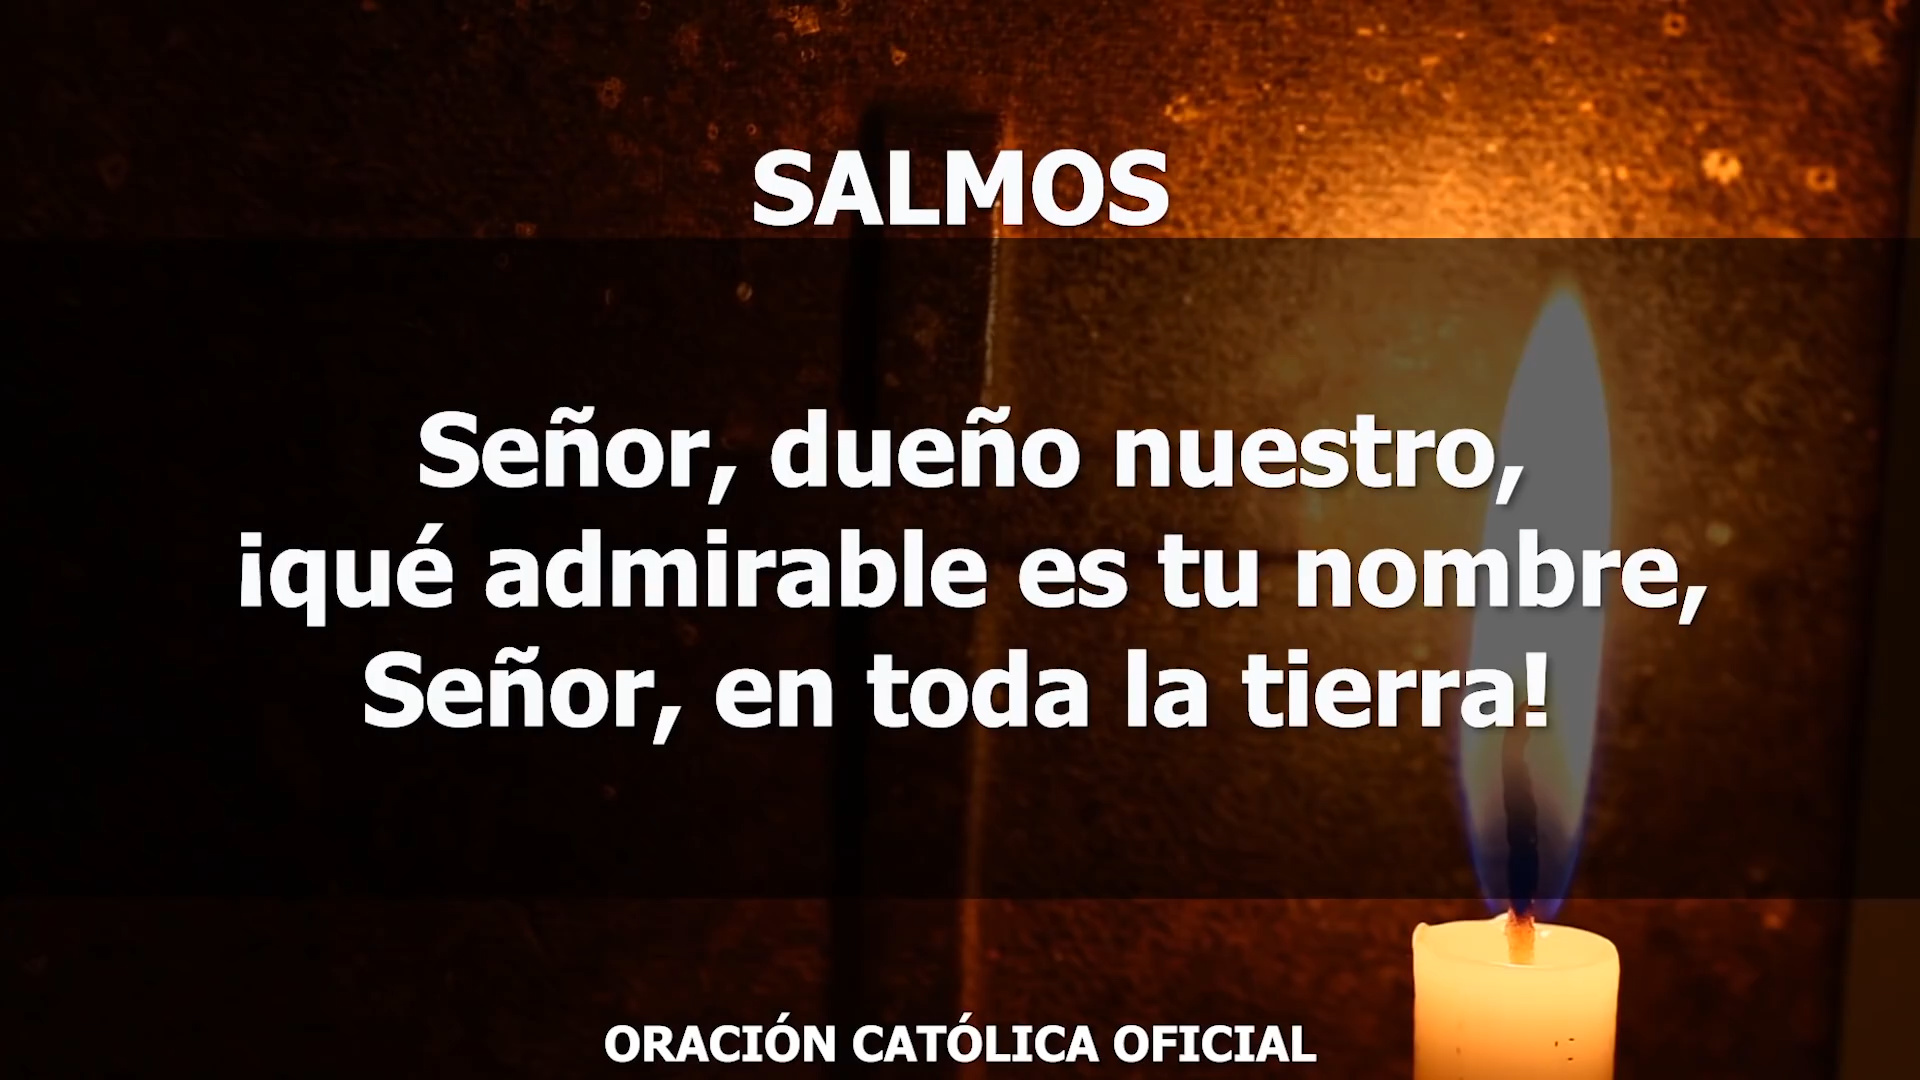 SALMOS
Señor, dueño nuestro,
¡qué admirable es tu nombre,
Señor, en toda la tierra!
ORACIÓN CATÓLICA OFICIAL